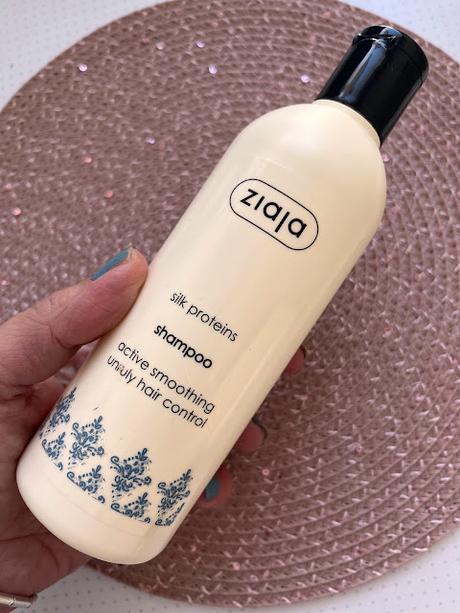 ziaja
silk proteins
shampoo
active smoothing
unruly hair control